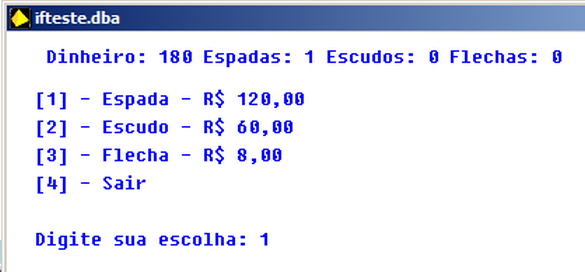 ifteste.dba
Dinheiro: 180 Espadas: 1 Escudos: 0 Flechas: 0
[1] - Espada - R$ 120,00
[2] - Escudo - R$ 60,00
[3] - Flecha - R$ 8,00
[4] - Sair
Digite sua escolha: 1